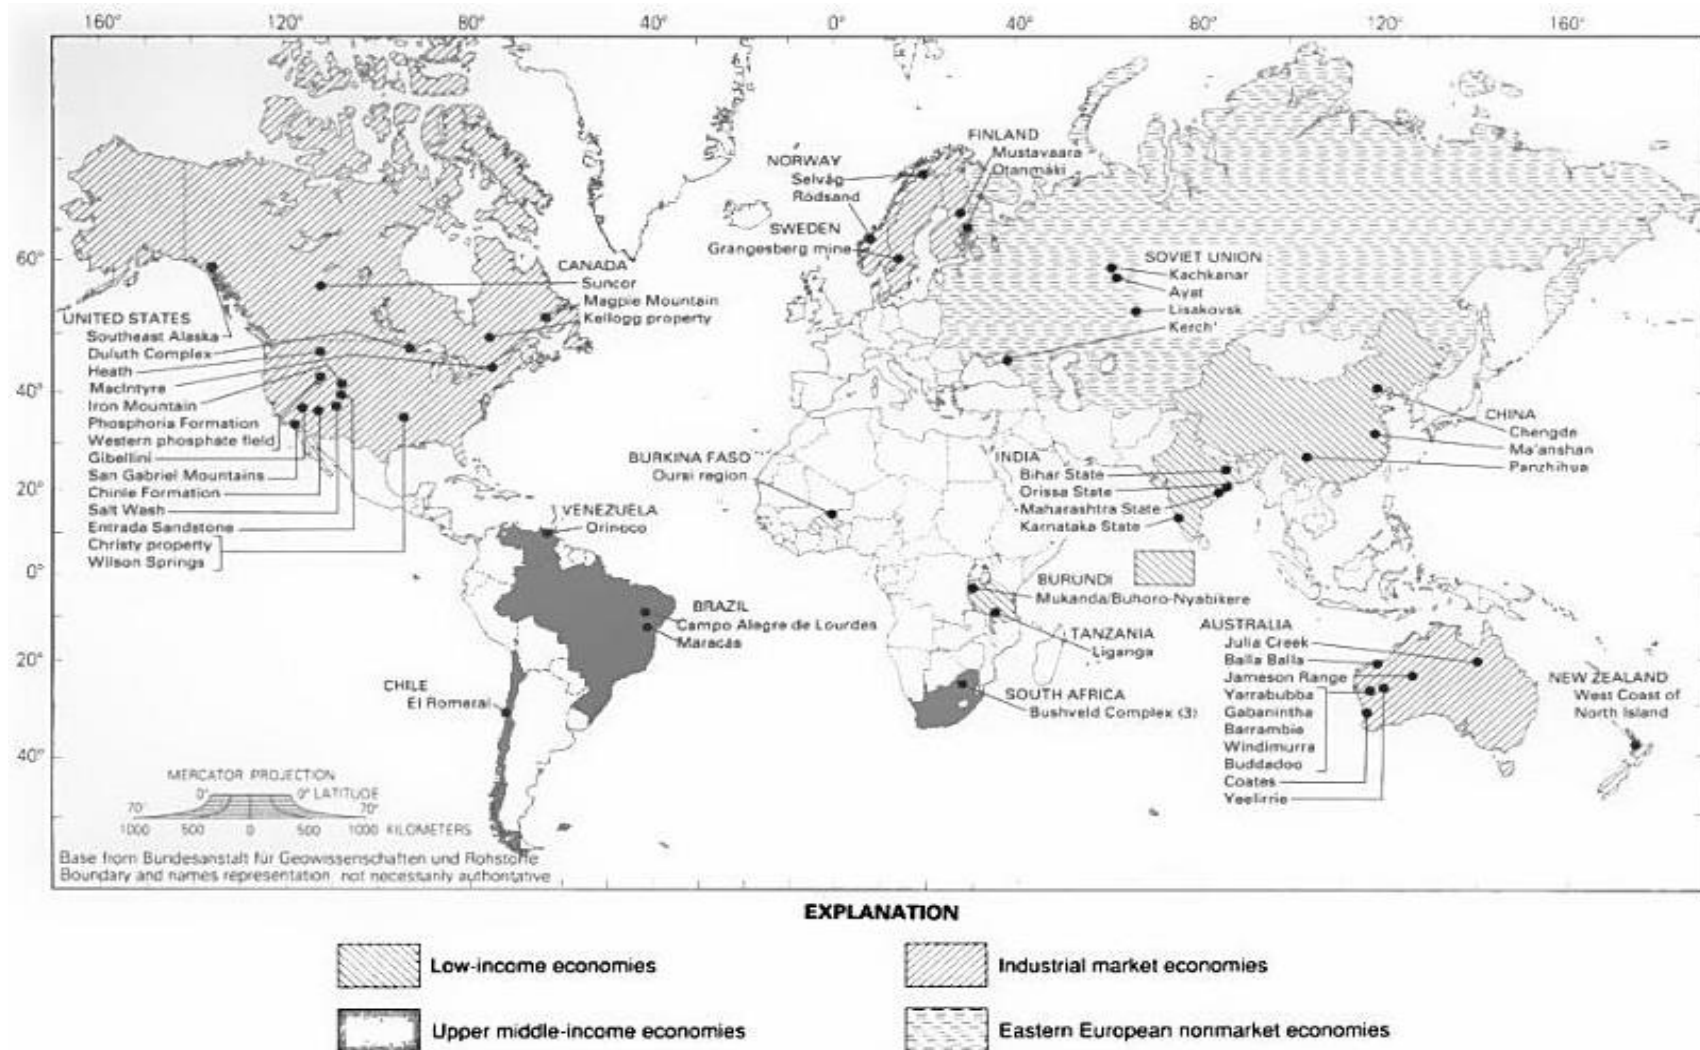 160° 120° 80° 40° 0° 40° 80° 120° 160°
60°
40°
20°
0°
20°
40°
CANADA
Suncor
Magpie Mountain
Kellogg property
UNITED STATES
Southeast Alaska
Duluth Complex
Heath
MacIntyre
Iron Mountain
Phosphoria Formation
Western phosphate field
Gibellini
San Gabriel Mountains
Chinle Formation
Salt Wash
Entrada Sandstone
Christy property
Wilson Springs
VENEZUELA
Orinoco
BRAZIL
Campo Alegre de Lourdes
Maracás
CHILE
El Romeral
NORWAY
Selvåg
Rödsand
SWEDEN
Grangesberg mine
FINLAND
Mustavaara
Otanmäki
SOVIET UNION
Kachkanar
Ayat
Lisakovsk
Kerch'
BURKINA FASO
Oursi region
INDIA
Bihar State
Orissa State
Maharashtra State
Karnataka State
CHINA
Chengde
Ma'anshan
Panzhihua
BURUNDI
Mukanda/Buhoro-Nyabikere
TANZANIA
Liganga
SOUTH AFRICA
Bushveld Complex (3)
AUSTRALIA
Julia Creek
Balla Balla
Jameson Range
Yarrabubba
Gabanintha
Barrambie
Windimurra
Buddadoo
Coates
Yeelirrie
NEW ZEALAND
West Coast of
North Island
MERCATOR PROJECTION
0° 0° LATITUDE
70° 70°
1000 500 0 500 1000 KILOMETERS
Base from Bundesanstalt für Geowissenschaften und Rohstoffe
Boundary and names representation not necessarily authoritative
EXPLANATION
Low-income economies
Industrial market economies
Upper middle-income economies
Eastern European nonmarket economies